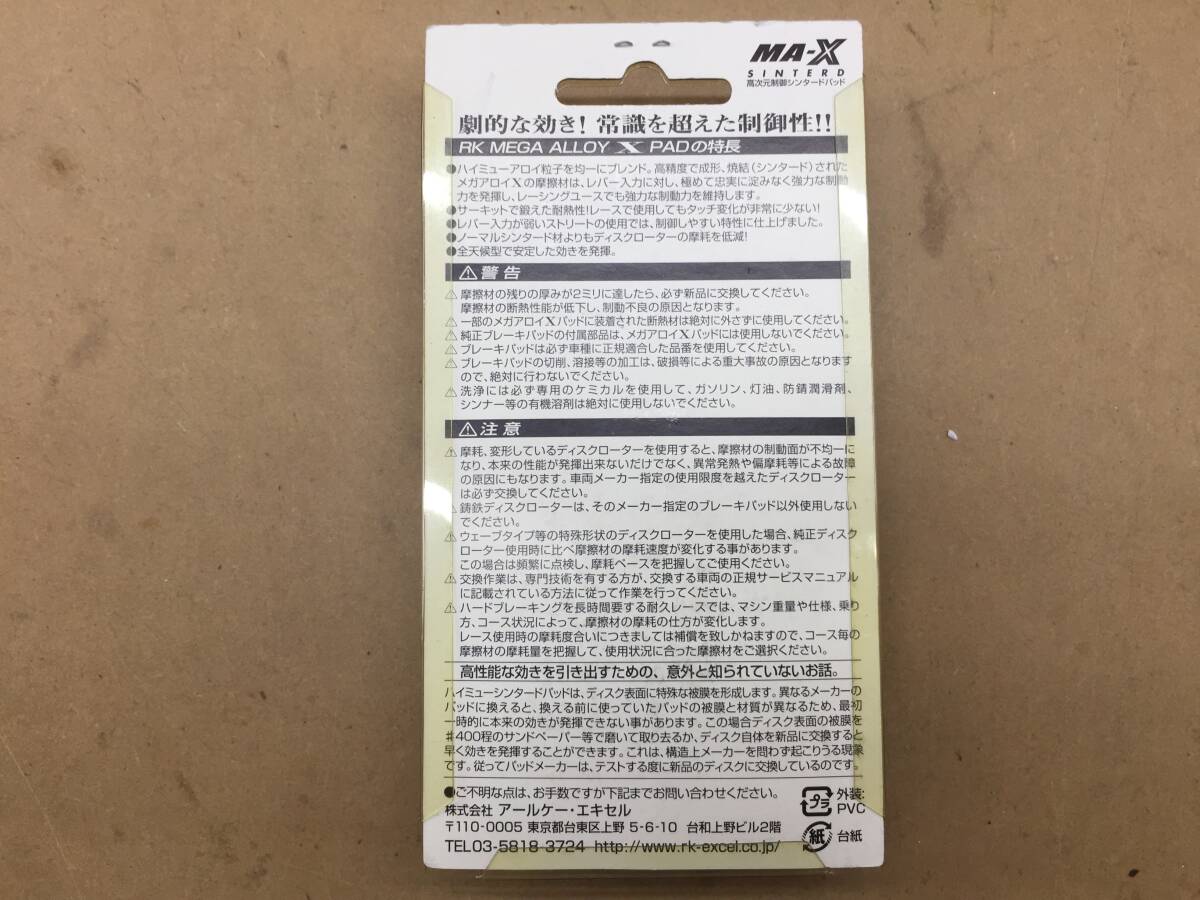 MA-X
SINTERD
高次元制御シンタードパッド
劇的な効き! 常識を超えた制御性!!
RK MEGA ALLOY X PADの特長
●ハイミューアロイ粒子を均一にブレンド。高精度で成形、焼結(シンタード)された
メガアロイXの摩擦材は、レバー入力に対し、極めて忠実に淀みなく強力な制動
力を発揮し、レーシングユースでも強力な制動力を維持します。
●サーキットで鍛えた耐熱性!レースで使用してもタッチ変化が非常に少ない!
●レバー入力が弱いストリートの使用では、制御しやすい特性に仕上げました。
●ノーマルシンタード材よりもディスクローターの摩耗を低減!
●全天候型で安定した効きを発揮。
⚠警告
⚠摩擦材の残りの厚みが2ミリに達したら、必ず新品に交換してください。
摩擦材の断熱性能が低下し、制動不良の原因となります。
⚠一部のメガアロイXパッドに装着された断熱材は絶対に外さずに使用してください。
⚠純正ブレーキパッドの付属部品は、メガアロイXパッドには使用しないでください。
⚠ブレーキパッドは必ず車種に正規適合した品番を使用してください。
⚠ブレーキパッドの切削、溶接等の加工は、破損等による重大事故の原因となります
ので、絶対に行わないでください。
⚠洗浄には必ず専用のケミカルを使用して、ガソリン、灯油、防錆潤滑剤、
シンナー等の有機溶剤は絶対に使用しないでください。
⚠注意
⚠摩耗、変形しているディスクローターを使用すると、摩擦材の制動面が不均一に
なり、本来の性能が発揮出来ないだけでなく、異常発熱や偏摩耗等による故障
の原因にもなります。車両メーカー指定の使用限度を越えたディスクローター
は必ず交換してください。
⚠鋳鉄ディスクローターは、そのメーカー指定のブレーキパッド以外使用しない
でください。
⚠ウェーブタイプ等の特殊形状のディスクローターを使用した場合、純正ディスク
ローター使用時に比べ摩擦材の摩耗速度が変化する事があります。
この場合は頻繁に点検し、摩耗ペースを把握してご使用ください。
⚠交換作業は、専門技術を有する方が、交換する車両の正規サービスマニュアル
に記載されている方法に従って作業を行ってください。
⚠ハードブレーキングを長時間要する耐久レースでは、マシン重量や仕様、乗り
方、コース状況によって、摩擦材の摩耗の仕方が変化します。
レース使用時の摩耗度合いにつきましては補償を致しかねますので、コース毎の
摩擦材の摩耗量を把握して、使用状況に合った摩擦材をご選択ください。
高性能な効きを引き出すための、意外と知られていないお話。
ハイミューシンタードパッドは、ディスク表面に特殊な被膜を形成します。異なるメーカーの
パッドに換えると、換える前に使っていたパッドの被膜と材質が異なるため、最初
一時的に本来の効きが発揮できない事があります。この場合ディスク表面の被膜を
♯400程のサンドペーパー等で磨いて取り去るか、ディスク自体を新品に交換すると
早く効きを発揮することができます。これは、構造上メーカーを問わず起こりうる現象
です。従ってパッドメーカーは、テストする度に新品のディスクに交換しているのです。
●ご不明な点は、お手数ですが下記までお問い合わせください。
株式会社 アールケー・エキセル
〒110-0005 東京都台東区上野 5-6-10 台和上野ビル2階
TEL03-5818-3724 http://www.rk-excel.co.jp/
プラ 外装:
PVC
紙 台紙